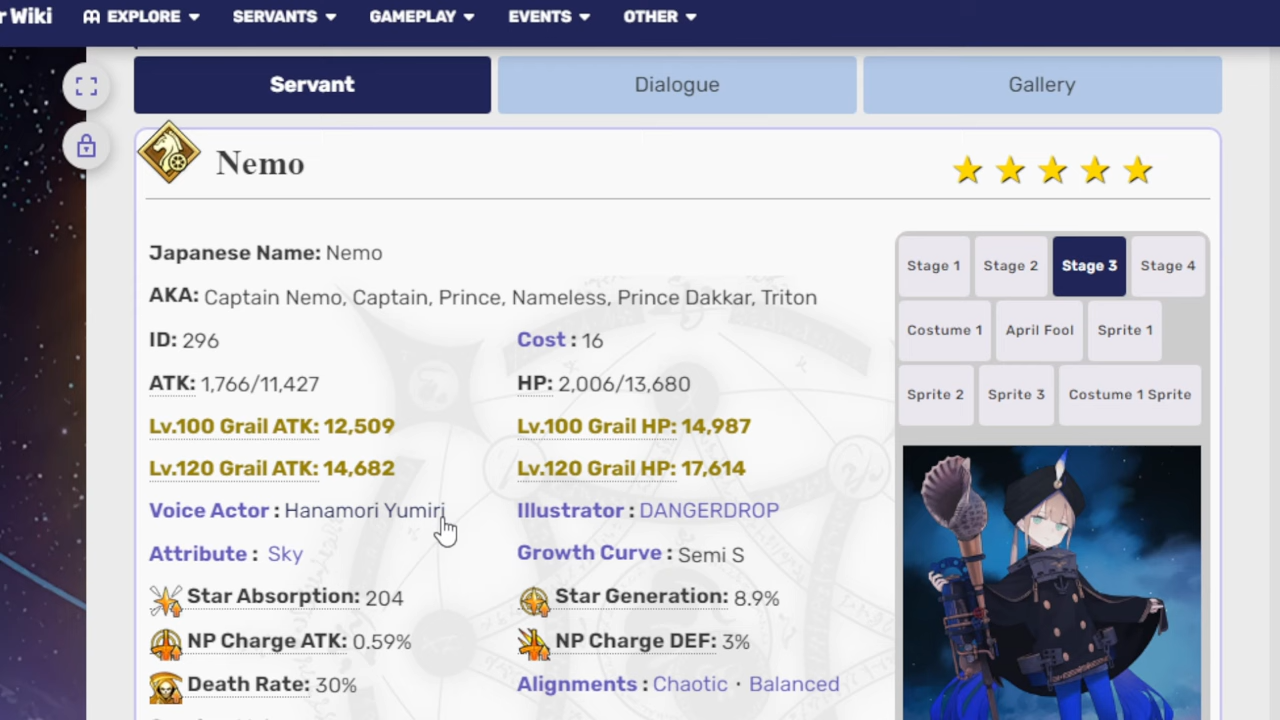 r Wiki EXPLORE SERVANTS GAMEPLAY EVENTS OTHER
Servant Dialogue Gallery
Nemo
Japanese Name: Nemo
AKA: Captain Nemo, Captain, Prince, Nameless, Prince Dakkar, Triton
ID: 296 Cost : 16
ATK: 1,766/11,427 HP: 2,006/13,680
Lv.100 Grail ATK: 12,509 Lv.100 Grail HP: 14,987
Lv.120 Grail ATK: 14,682 Lv.120 Grail HP: 17,614
Voice Actor : Hanamori Yumiri Illustrator : DANGERDROP
Attribute : Sky Growth Curve : Semi S
Star Absorption: 204 Star Generation: 8.9%
NP Charge ATK: 0.59% NP Charge DEF: 3%
Death Rate: 30% Alignments : Chaotic · Balanced
Stage 1 Stage 2 Stage 3 Stage 4
Costume 1 April Fool Sprite 1
Sprite 2 Sprite 3 Costume 1 Sprite